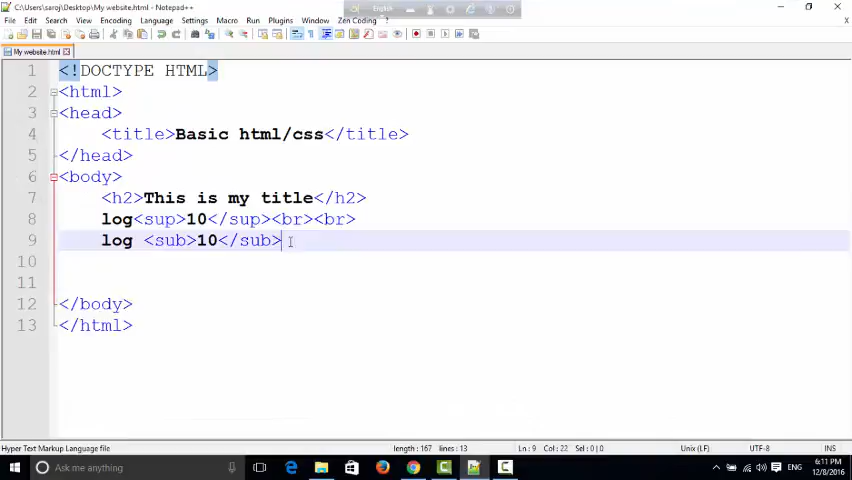 C:\Users\saroj\Desktop\My website.html - Notepad++
English
File Edit Search View Encoding Language Settings Macro Run Plugins Window Zen Coding ?
X
My website.html
1 <!DOCTYPE HTML>
2 <html>
3 <head>
4 <title>Basic html/css</title>
5 </head>
6 <body>
7 <h2>This is my title</h2>
8 log<sup>10</sup><br><br>
9 log <sub>10</sub>
10
11
12 </body>
13 </html>
Hyper Text Markup Language file length : 167 lines : 13 Ln : 9 Col : 22 Sel : 0 | 0 Unix (LF) UTF-8 INS
Ask me anything
ENG
6:11 PM
12/8/2016